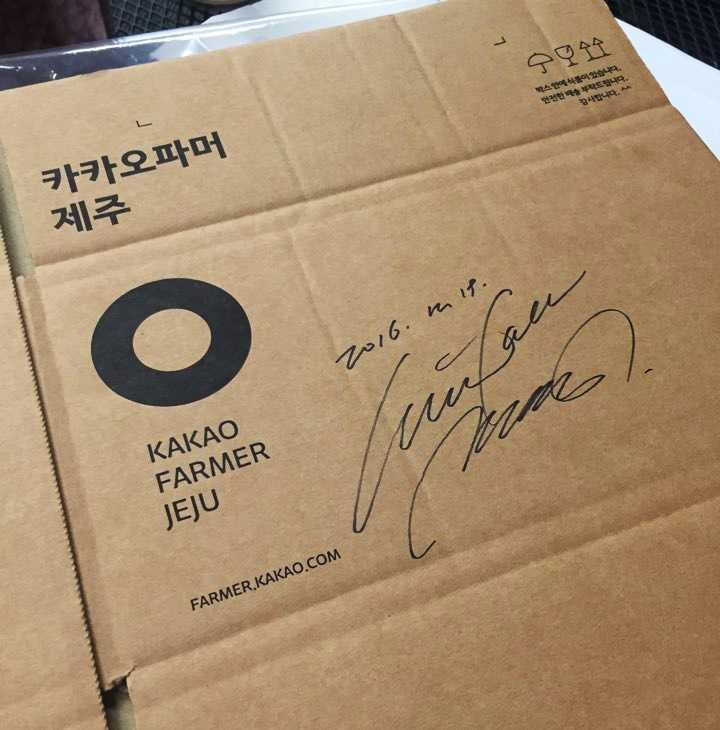 박스 안에 식품이 있습니다.
안전한 배송 부탁드립니다.
감사합니다. ^^
카카오파머
제주
KAKAO
FARMER
JEJU
FARMER.KAKAO.COM
2016.